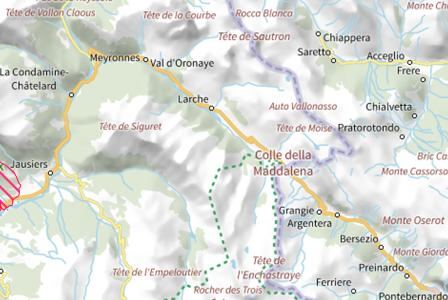 Tête de Vallon Claous
Tête de la Courbe
Rocca Blanca
Tête de Sautron
Chiappera
Saretto
Acceglio
Frere
Meyronnes
Val d'Oronaye
La Condamine-
Châtelard
Larche
Auto Vallonasso
Chialvetta
Tête de Siguret
Tête de Moise
Pratorotondo
Jausiers
Colle della
Maddalena
Bric Ca
Monte Cassorso
Grangie
Argentera
Monte Oserot
Bersezio
Monte Giorda
Tête de
l'Enchastraye
Tête de l'Empeloutier
Preinardo
Ferriere
Rocher des Trois
Ponteberna